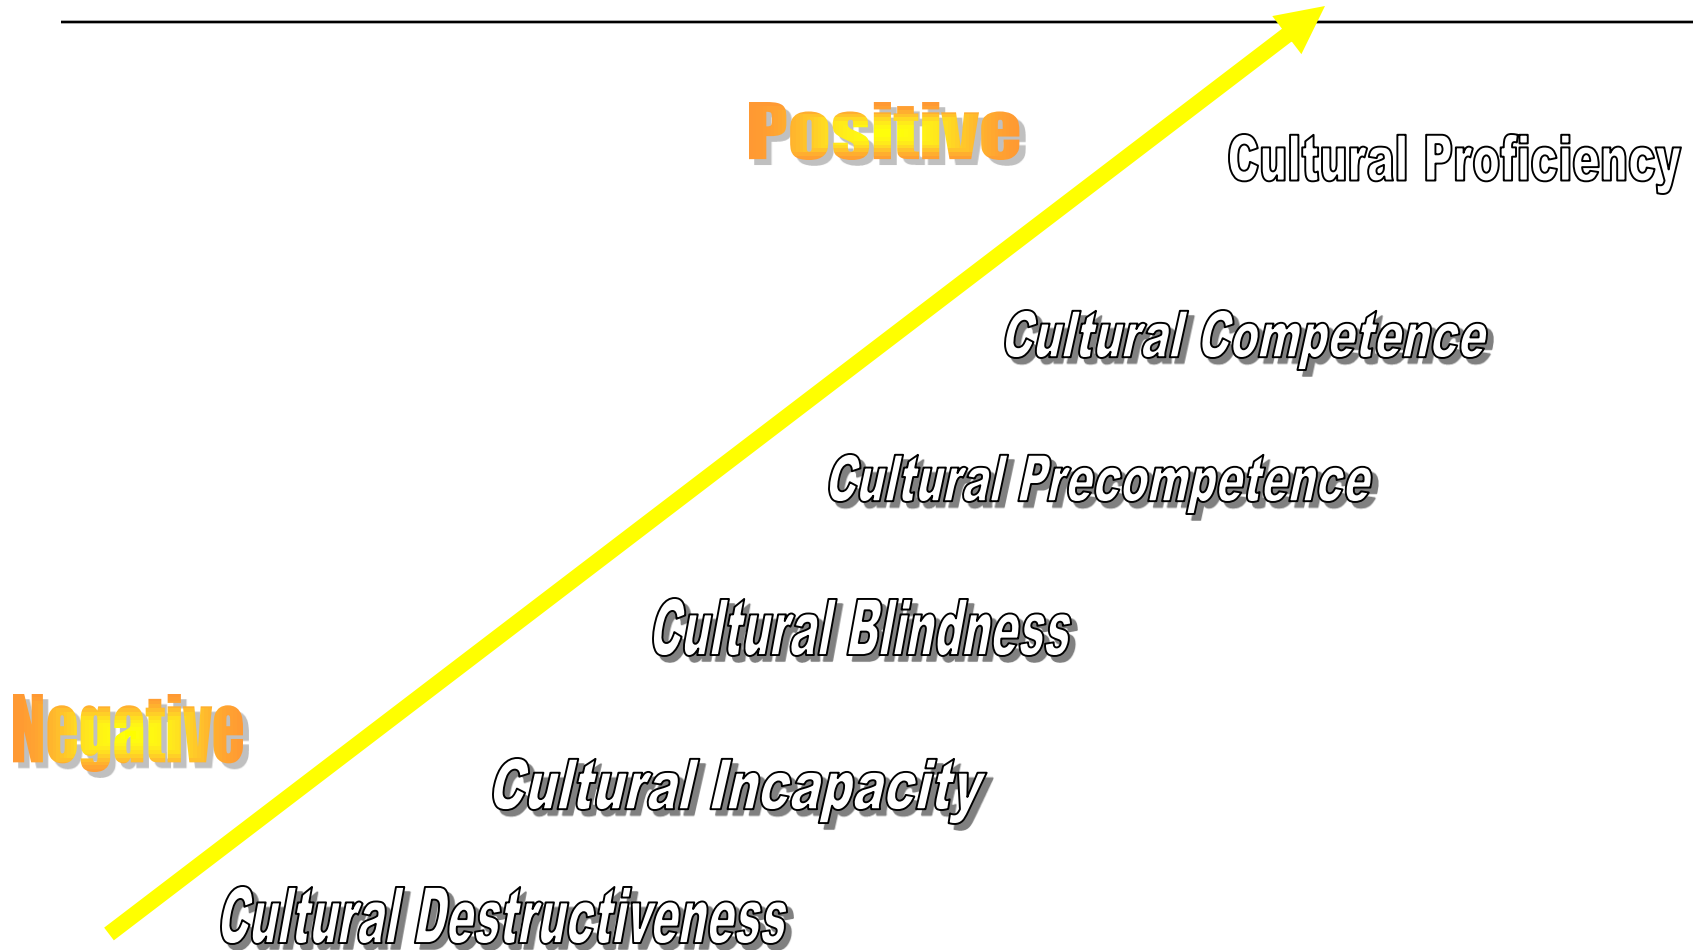 Positive
Cultural Proficiency
Cultural Competence
Cultural Precompetence
Cultural Blindness
Negative
Cultural Incapacity
Cultural Destructiveness